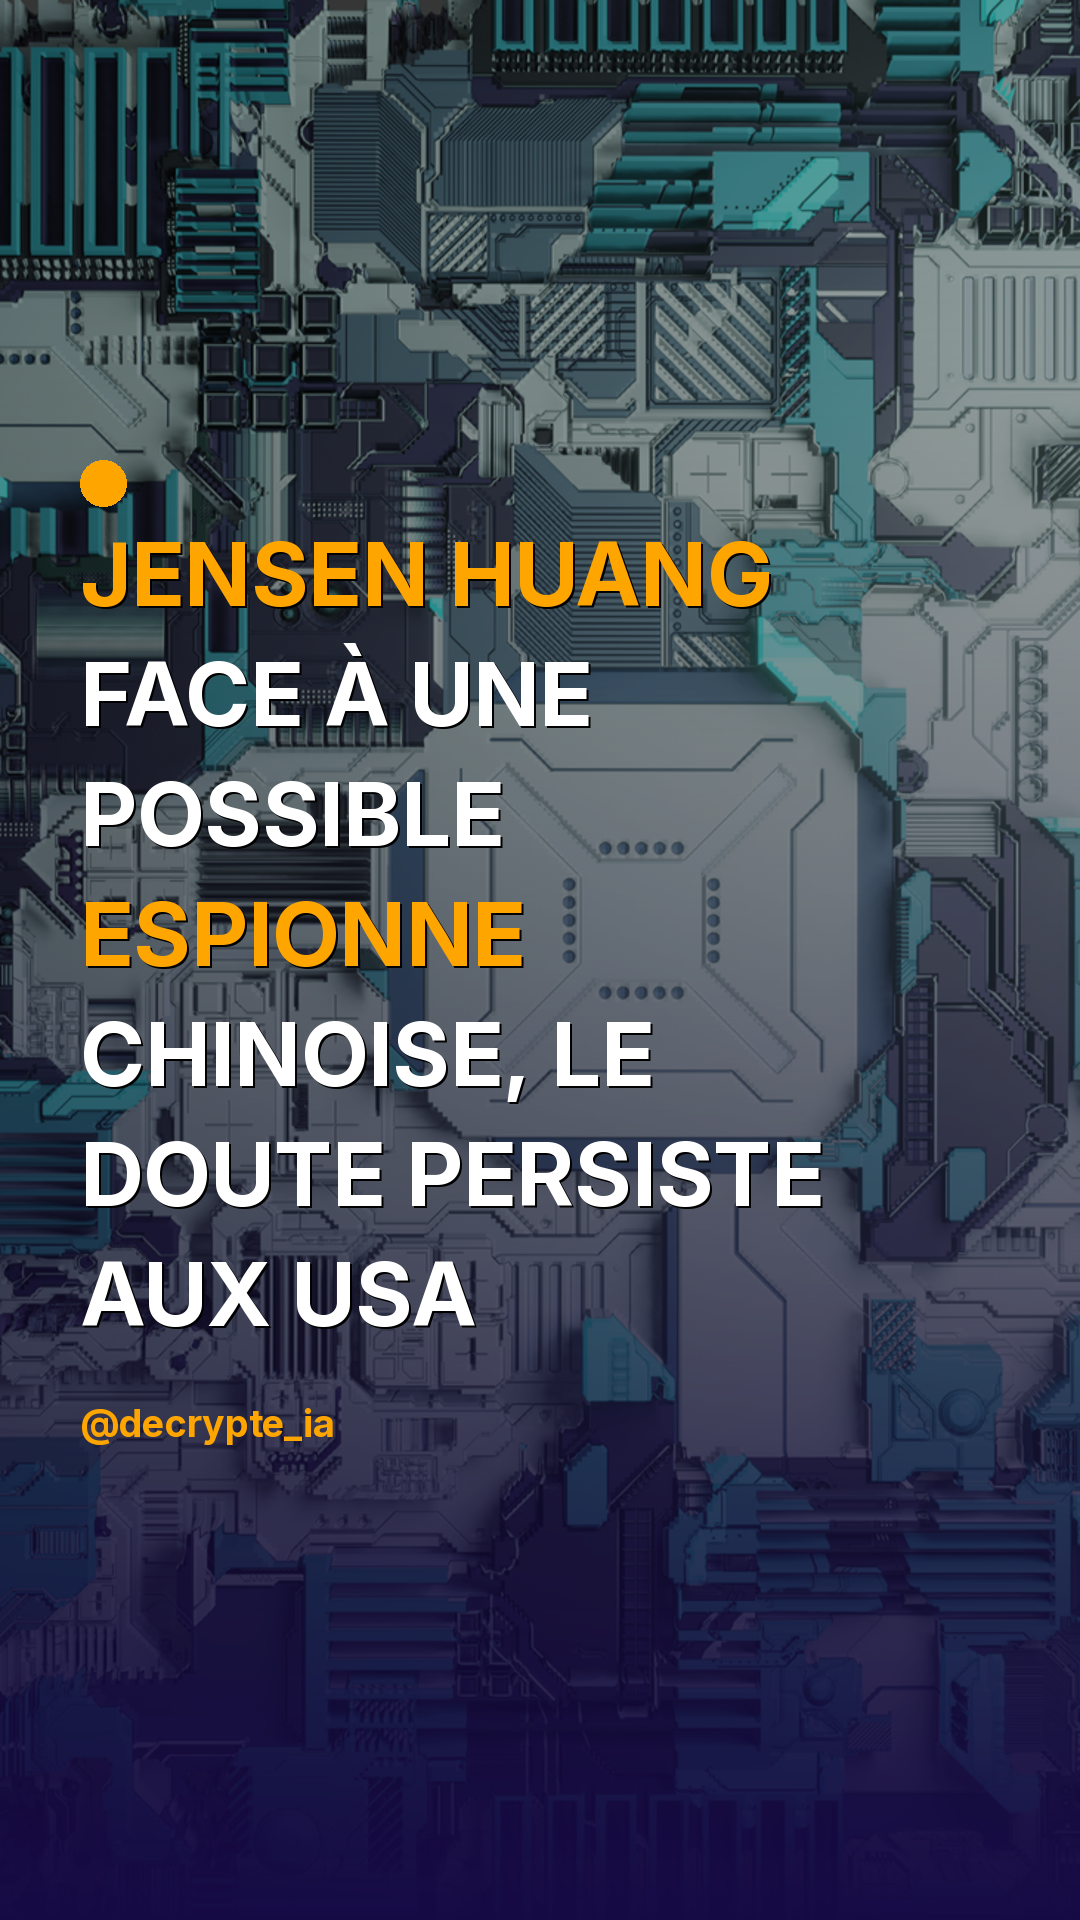 JENSEN HUANG
FACE À UNE
POSSIBLE
ESPIONNE
CHINOISE, LE
DOUTE PERSISTE
AUX USA
@decrypte_ia